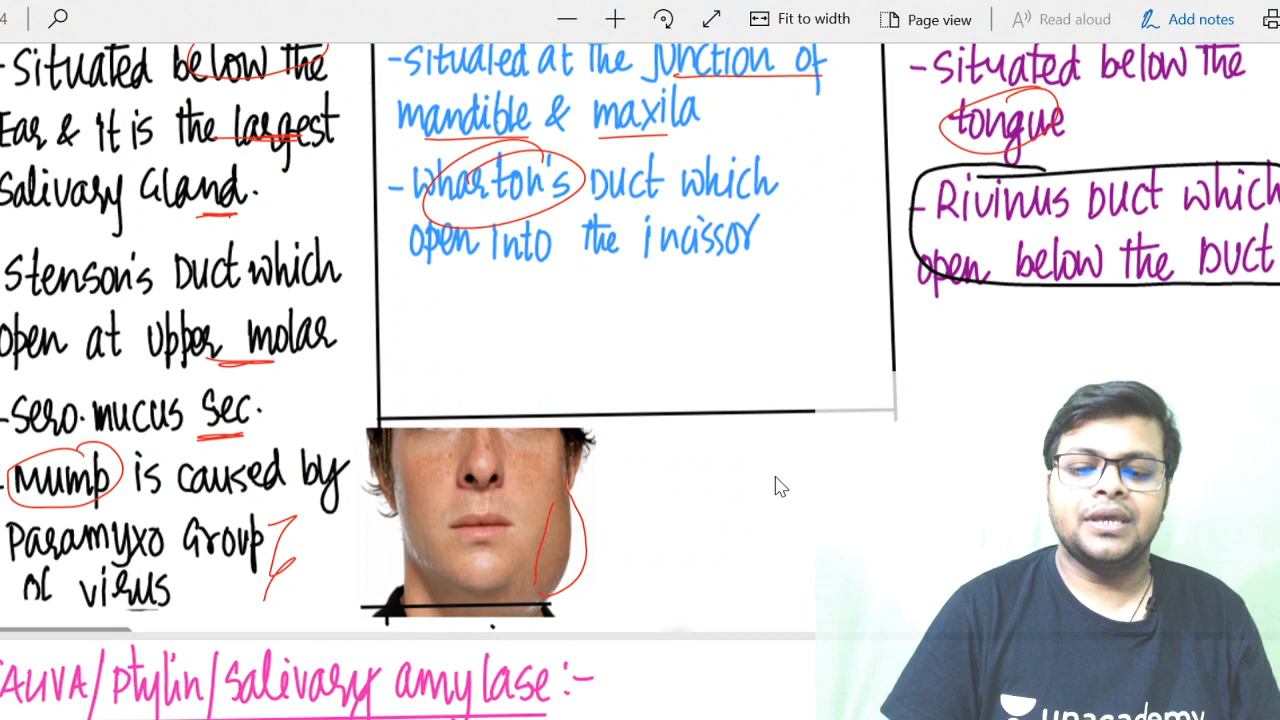 4
Fit to width
Page view
Read aloud
Add notes
- Situated below the
Ear & It is the largest
Salivary Gland.
Stenson's Duct which
open at upper molar
- Sero.mucus Sec.
- mump is caused by
Paramyxo Group
of virus
- Situated at the Junction of
mandible & maxila
- Wharton's Duct which
open into the incissor
- Situated below the
tongue
- Rivinus Duct which
open below the Duct
/ptylin/salivary amylase :-
unacademy